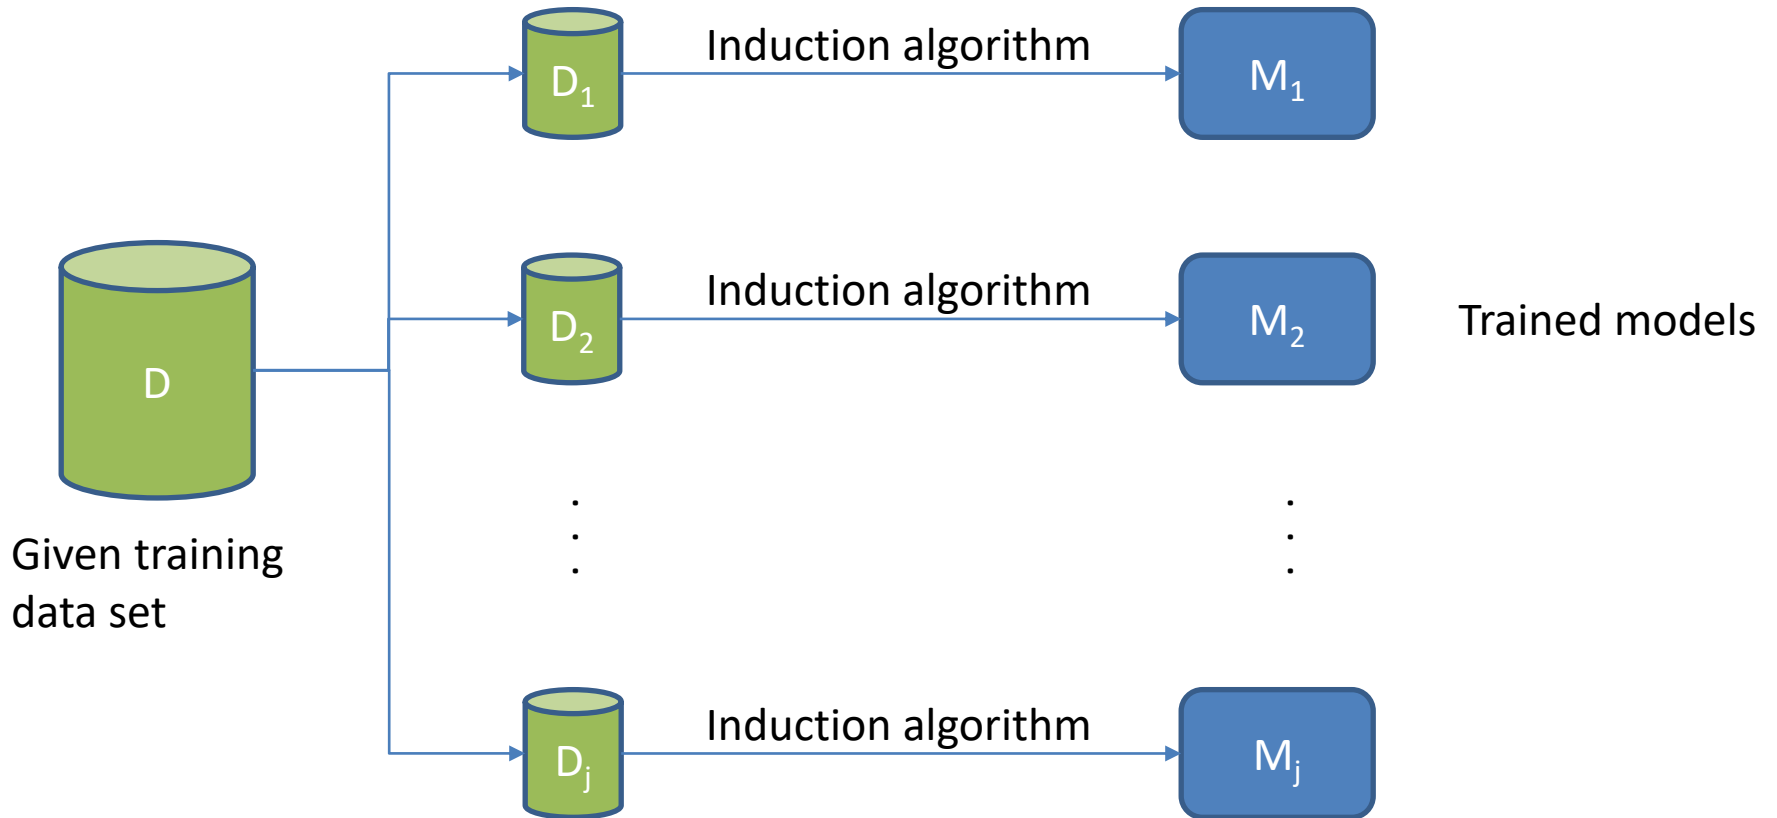 Induction algorithm
D₁
M₁
Induction algorithm
D₂
M₂
Trained models
D
Given training
data set
.
.
.
.
.
.
Induction algorithm
Dⱼ
Mⱼ